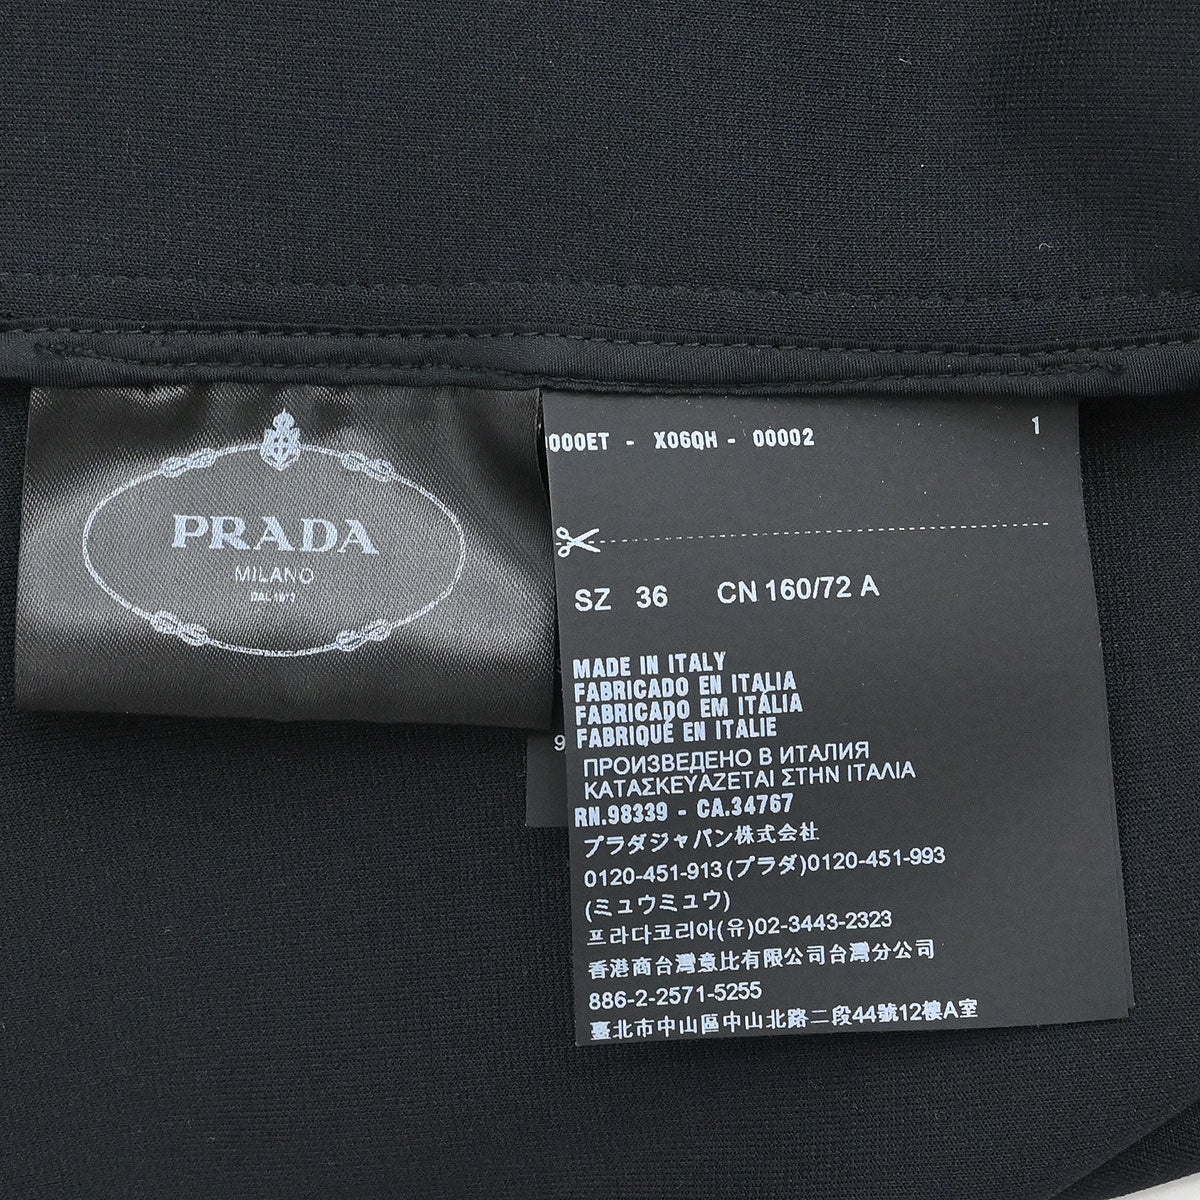 PRADA
MILANO
DAL 1913
000ET - X06QH - 00002 1
SZ 36 CN 160/72 A
MADE IN ITALY
FABRICADO EN ITALIA
FABRICADO EM ITÁLIA
FABRIQUÉ EN ITALIE
ПРОИЗВЕДЕНО В ИТАЛИЯ
ΚΑΤΑΣΚΕΥΑΖΕΤΑΙ ΣΤΗΝ ΙΤΑΛΙΑ
RN.98339 - CA.34767
プラダジャパン株式会社
0120-451-913(プラダ)0120-451-993
(ミュウミュウ)
프라다코리아(유)02-3443-2323
香港商台灣意比有限公司台灣分公司
886-2-2571-5255
臺北市中山區中山北路二段44號12樓A室
9